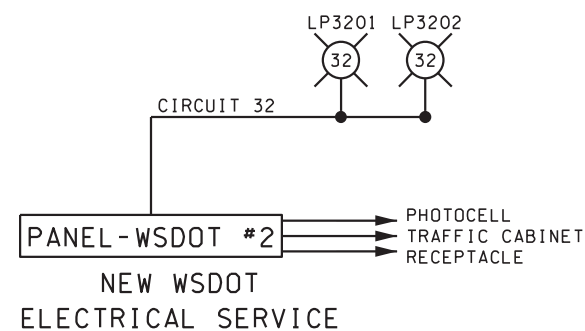 LP3201 LP3202
32 32
CIRCUIT 32
PANEL-WSDOT #2
PHOTOCELL
TRAFFIC CABINET
RECEPTACLE
NEW WSDOT
ELECTRICAL SERVICE